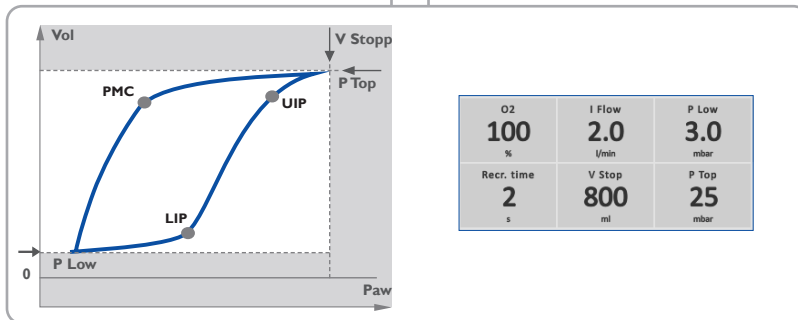 Vol
V Stopp
P Top
PMC
UIP
LIP
P Low
0
Paw
O2
100
%
I Flow
2.0
l/min
P Low
3.0
mbar
Recr. time
2
s
V Stop
800
ml
P Top
25
mbar